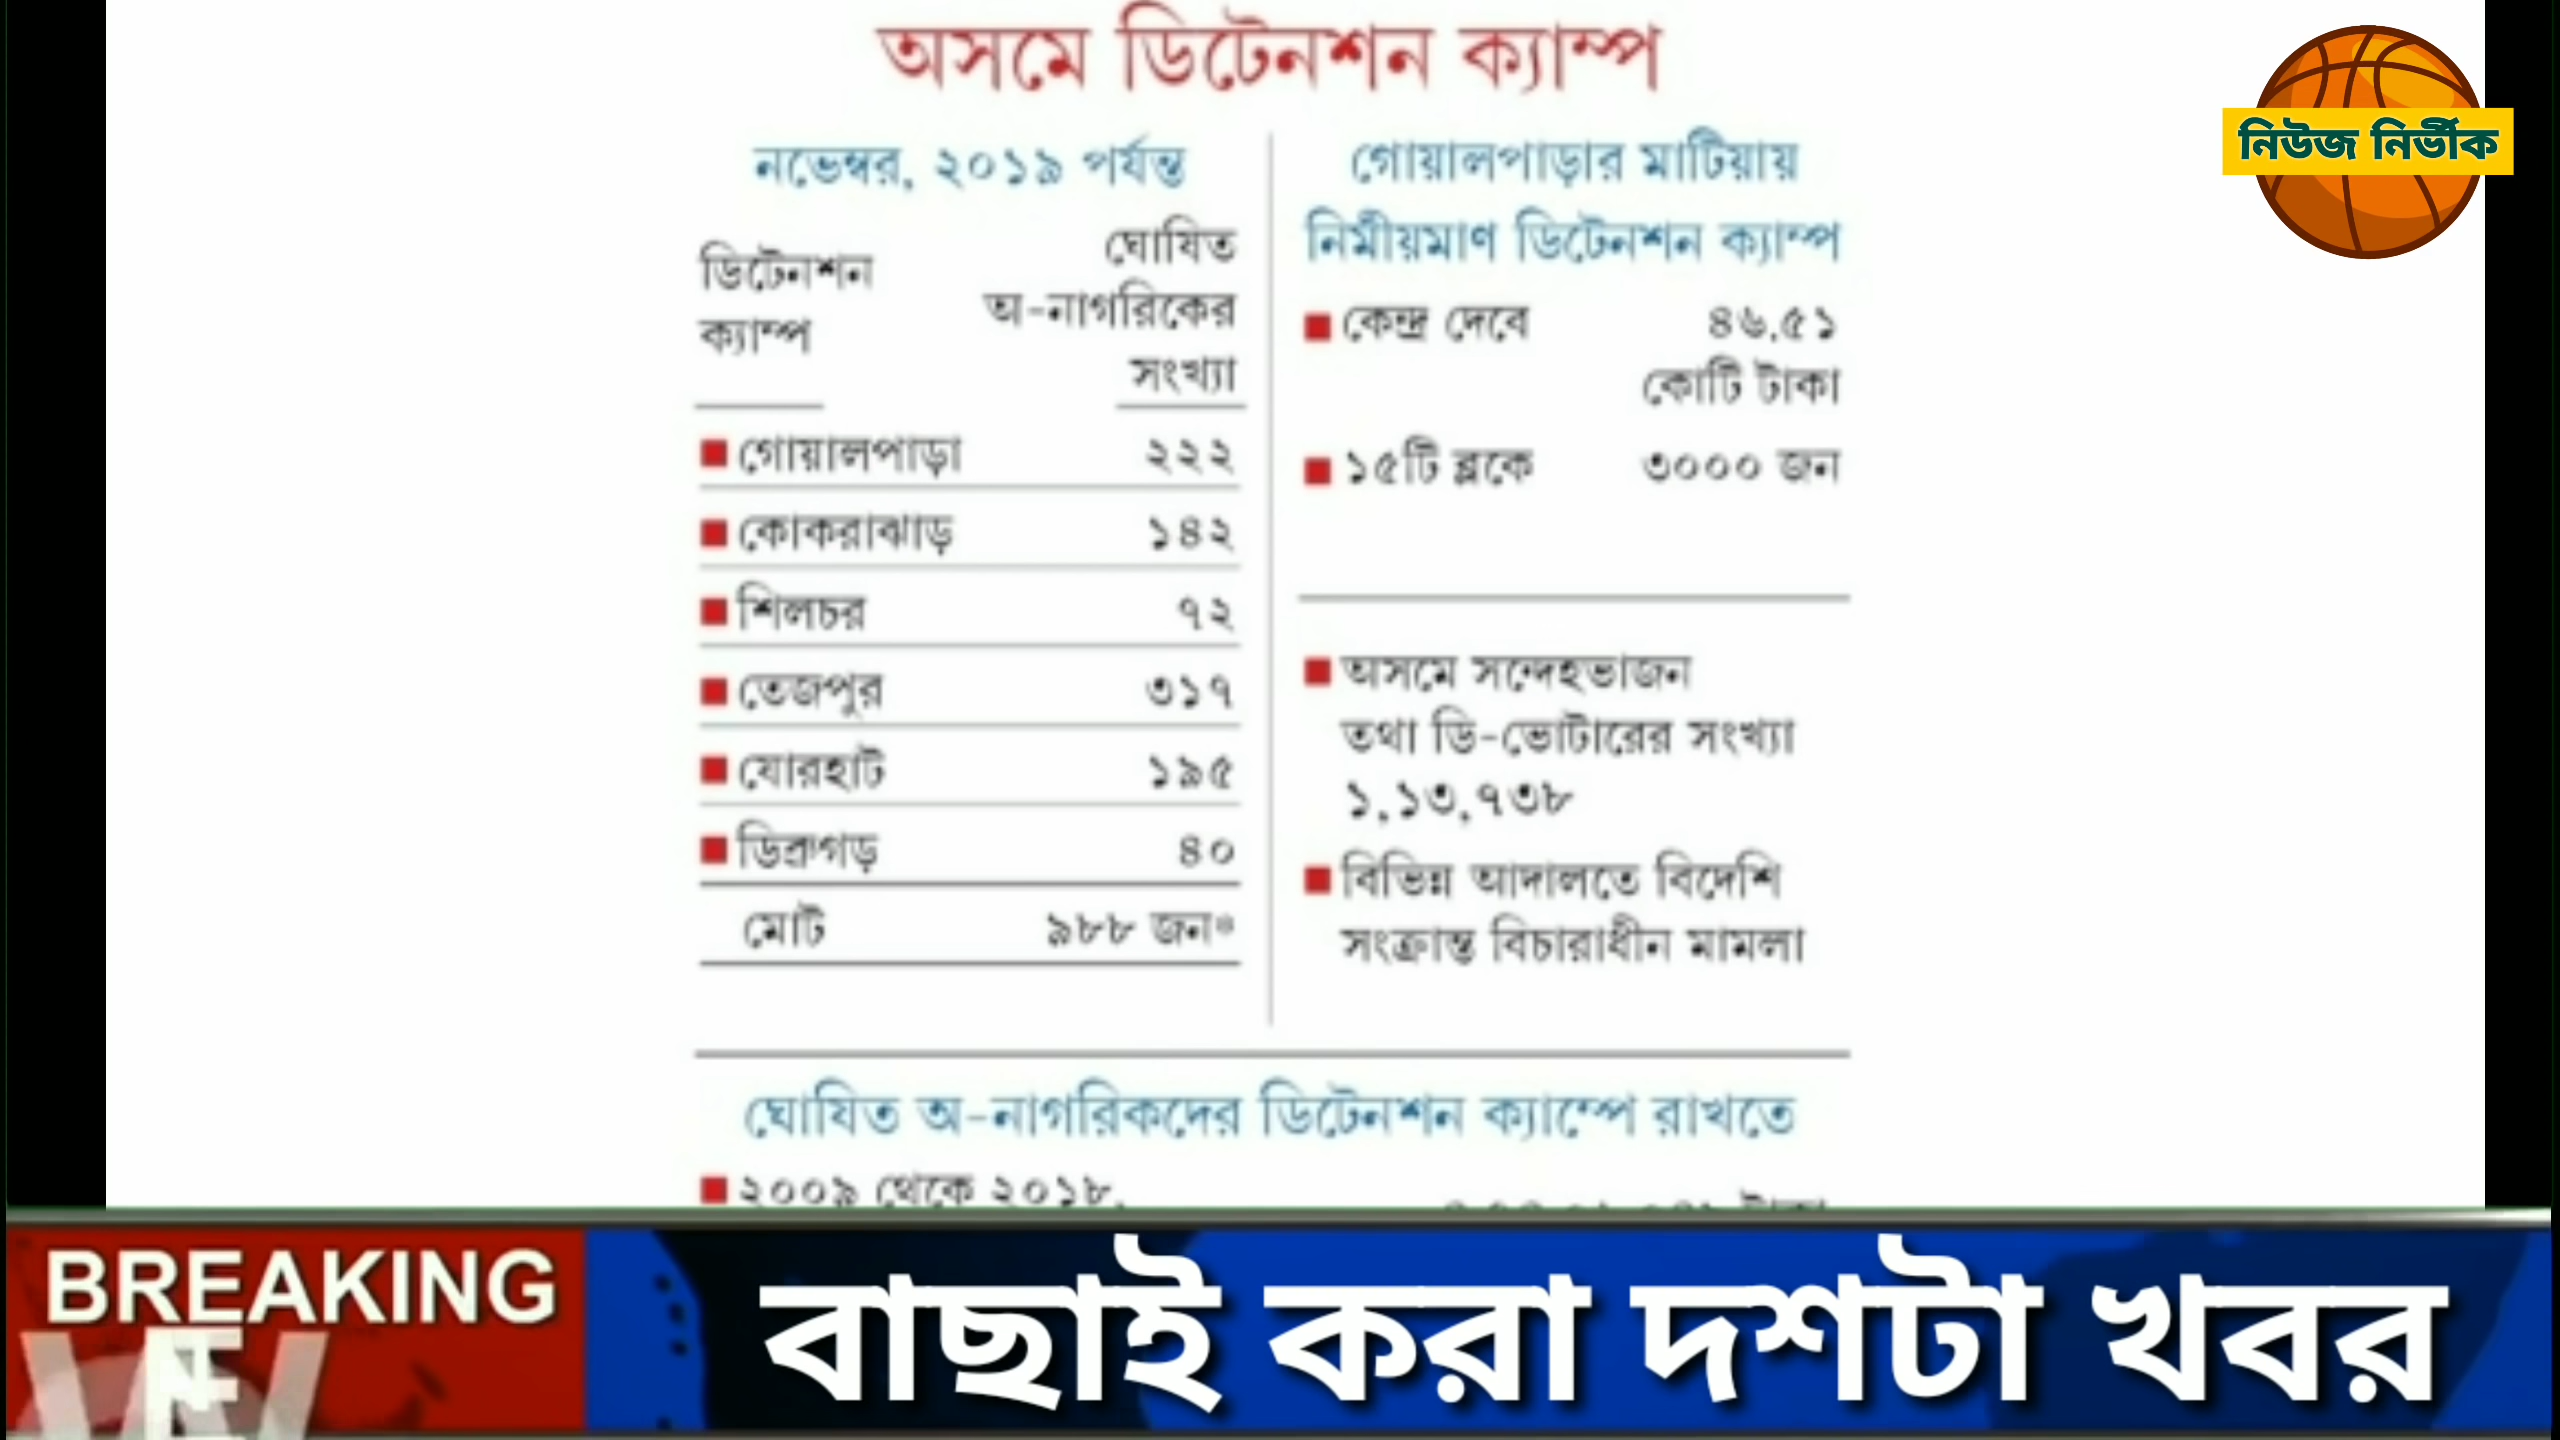 অসমে ডিটেনশন ক্যাম্প
নিউজ নির্ভীক
নভেম্বর, ২০১৯ পর্যন্ত
ডিটেনশন
ক্যাম্প
ঘোষিত
অ-নাগরিকের
সংখ্যা
গোয়ালপাড়া ২২২
কোকরাঝাড় ১৪২
শিলচর ৭২
তেজপুর ৩১৭
যোরহাট ১৯৫
ডিব্রুগড় ৪০
মোট ৯৮৮ জন*
গোয়ালপাড়ার মাটিয়ায়
নির্মীয়মাণ ডিটেনশন ক্যাম্প
কেন্দ্র দেবে ৪৬.৫১
কোটি টাকা
১৫টি ব্লকে ৩০০০ জন
অসমে সন্দেহভাজন
তথা ডি-ভোটারের সংখ্যা
১,১৩,৭৩৮
বিভিন্ন আদালতে বিদেশি
সংক্রান্ত বিচারাধীন মামলা
ঘোষিত অ-নাগরিকদের ডিটেনশন ক্যাম্পে রাখতে
২০০৯ থেকে ২০১৮,
টাকা
BREAKING
বাছাই করা দশটা খবর